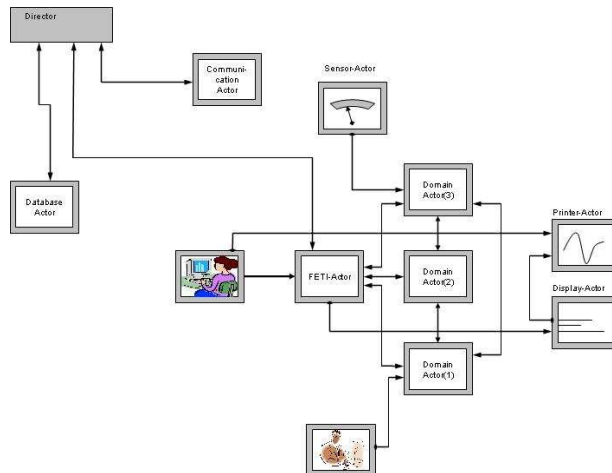 Director
Communi-
cation
Actor
Sensor-Actor
Database
Actor
Domain
Actor(3)
Printer-Actor
FETI-Actor
Domain
Actor(2)
Display-Actor
Domain
Actor(1)